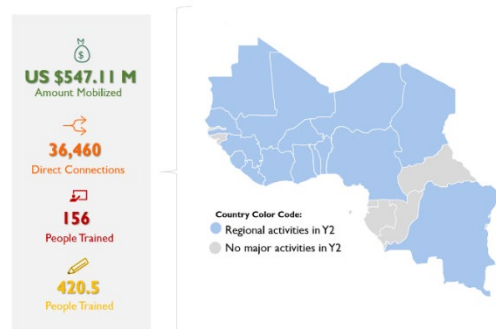 M
$
US $547.11 M
Amount Mobilized
36,460
Direct Connections
156
People Trained
420.5
People Trained
Country Color Code:
Regional activities in Y2
No major activities in Y2